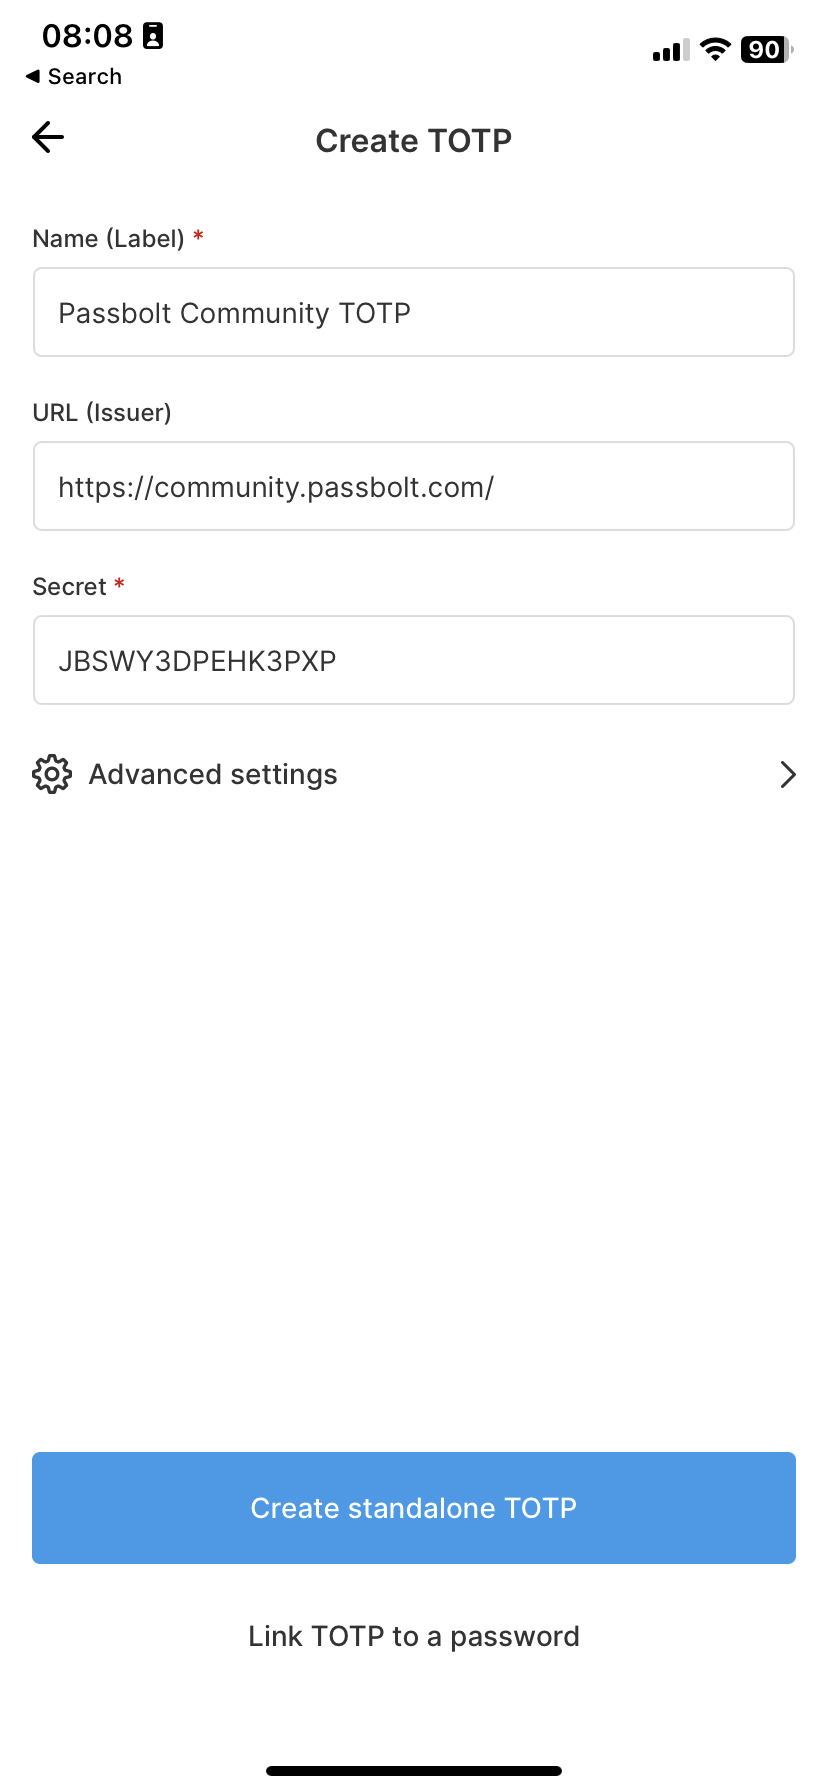 08:08
90
◀ Search
Create TOTP
Name (Label) *
Passbolt Community TOTP
URL (Issuer)
https://community.passbolt.com/
Secret *
JBSWY3DPEHK3PXP
Advanced settings
Create standalone TOTP
Link TOTP to a password